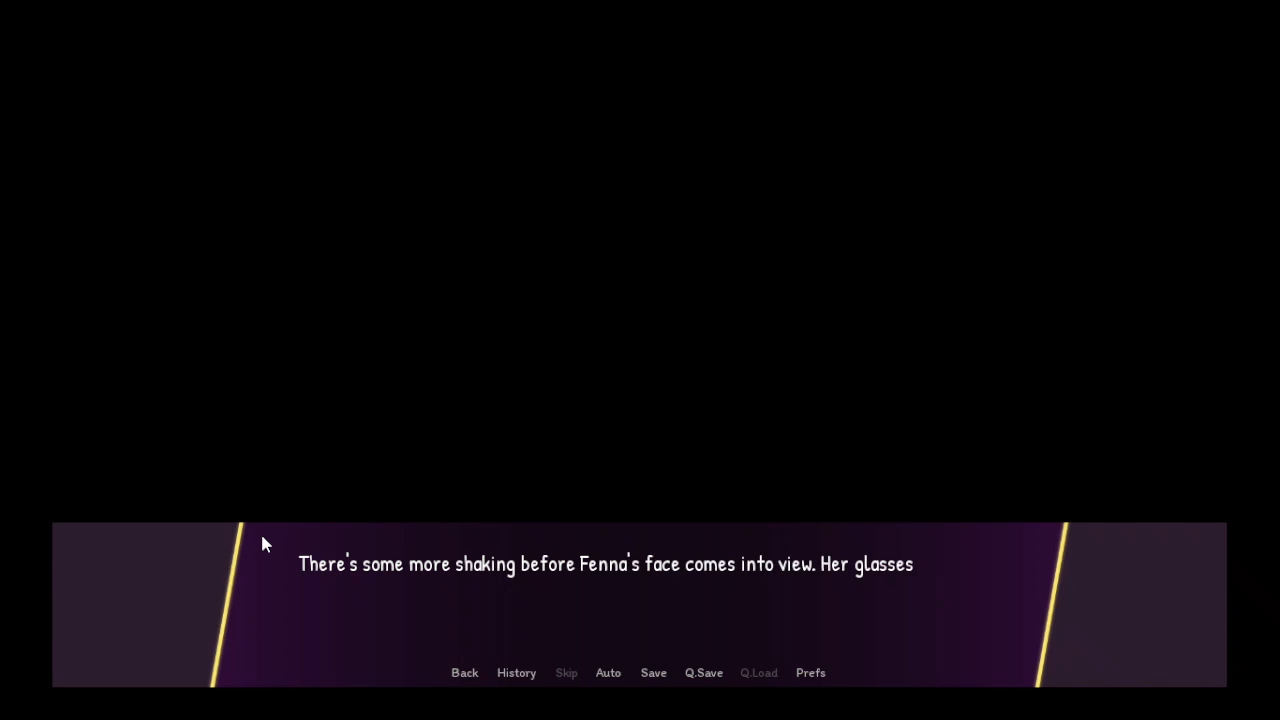 There's some more shaking before Fenna's face comes into view. Her glasses
Back History Skip Auto Save Q.Save Q.Load Prefs